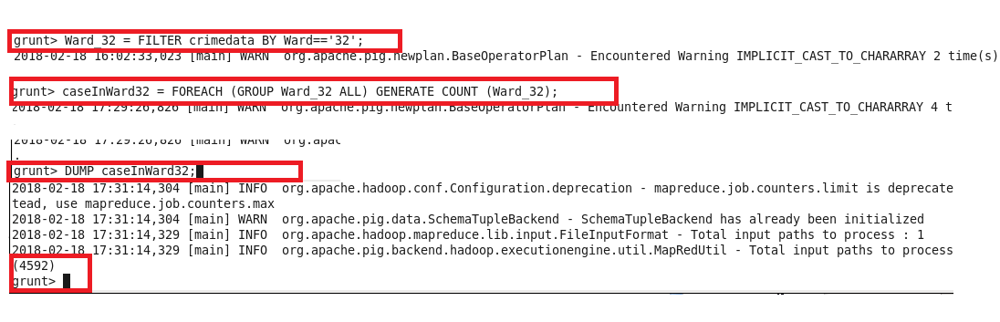 grunt> Ward_32 = FILTER crimedata BY Ward=='32';
2018-02-18 16:02:33,023 [main] WARN  org.apache.pig.newplan.BaseOperatorPlan - Encountered Warning IMPLICIT_CAST_TO_CHARARRAY 2 time(s)
grunt> caseInWard32 = FOREACH (GROUP Ward_32 ALL) GENERATE COUNT (Ward_32);
2018-02-18 17:29:26,826 [main] WARN  org.apache.pig.newplan.BaseOperatorPlan - Encountered Warning IMPLICIT_CAST_TO_CHARARRAY 4 t
2018-02-18 17:29:26,826 [main] WARN  org.apac
.
grunt> DUMP caseInWard32;
2018-02-18 17:31:14,304 [main] INFO  org.apache.hadoop.conf.Configuration.deprecation - mapreduce.job.counters.limit is deprecate
tead, use mapreduce.job.counters.max
2018-02-18 17:31:14,304 [main] WARN  org.apache.pig.data.SchemaTupleBackend - SchemaTupleBackend has already been initialized
2018-02-18 17:31:14,329 [main] INFO  org.apache.hadoop.mapreduce.lib.input.FileInputFormat - Total input paths to process : 1
2018-02-18 17:31:14,329 [main] INFO  org.apache.pig.backend.hadoop.executionengine.util.MapRedUtil - Total input paths to process
(4592)
grunt>